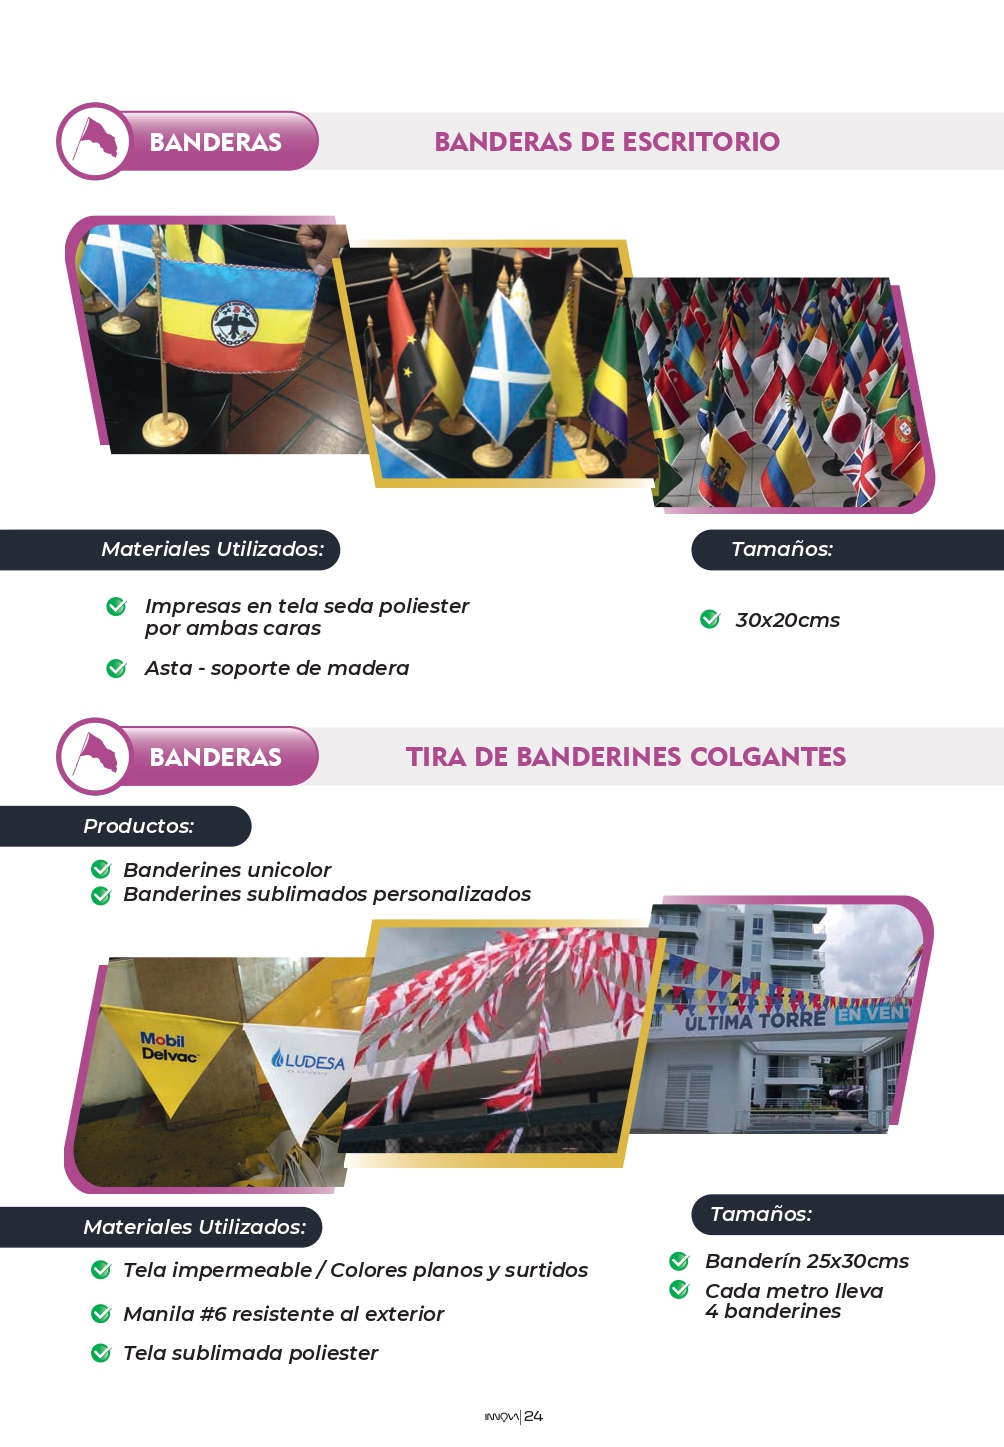 BANDERAS
BANDERAS DE ESCRITORIO
Materiales Utilizados:
Impresas en tela seda poliester
por ambas caras
Asta - soporte de madera
Tamaños:
30x20cms
BANDERAS
TIRA DE BANDERINES COLGANTES
Productos:
Banderines unicolor
Banderines sublimados personalizados
Mobil
Delvac
LUDESA
ÚLTIMA TORRE
EN VENT
Materiales Utilizados:
Tela impermeable / Colores planos y surtidos
Manila #6 resistente al exterior
Tela sublimada poliester
Tamaños:
Banderín 25x30cms
Cada metro lleva
4 banderines
24